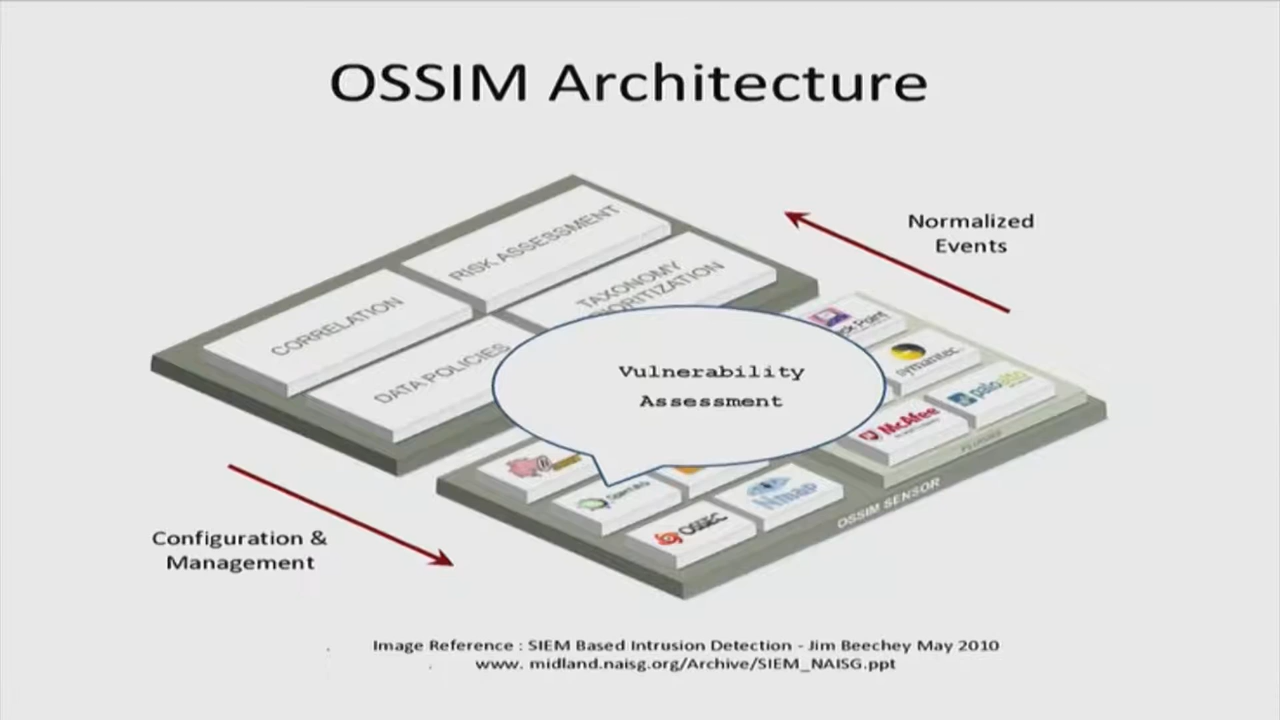 OSSIM Architecture
Normalized
Events
RISK ASSESSMENT
TAXONOMY
CORRELATION
DATA POLICIES
Vulnerability
Assessment
Point
symantec
paloalto
McAfee
OSSIM SENSOR
Nmap
OSSEC
Configuration &
Management
Image Reference : SIEM Based Intrusion Detection - Jim Beechey May 2010
www. midland.naisg.org/Archive/SIEM_NAISG.ppt